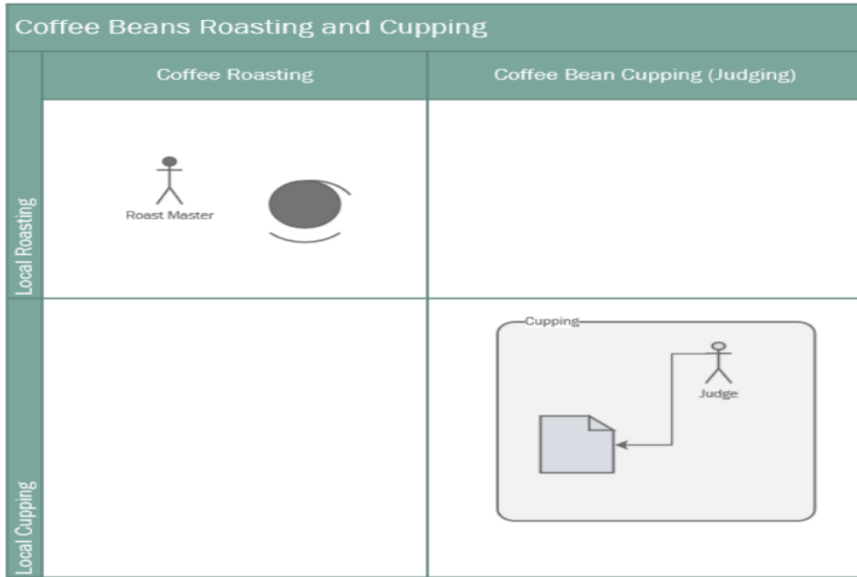 Coffee Beans Roasting and Cupping
Coffee Roasting
Coffee Bean Cupping (Judging)
Local Roasting
Roast Master
Local Cupping
Cupping
Judge